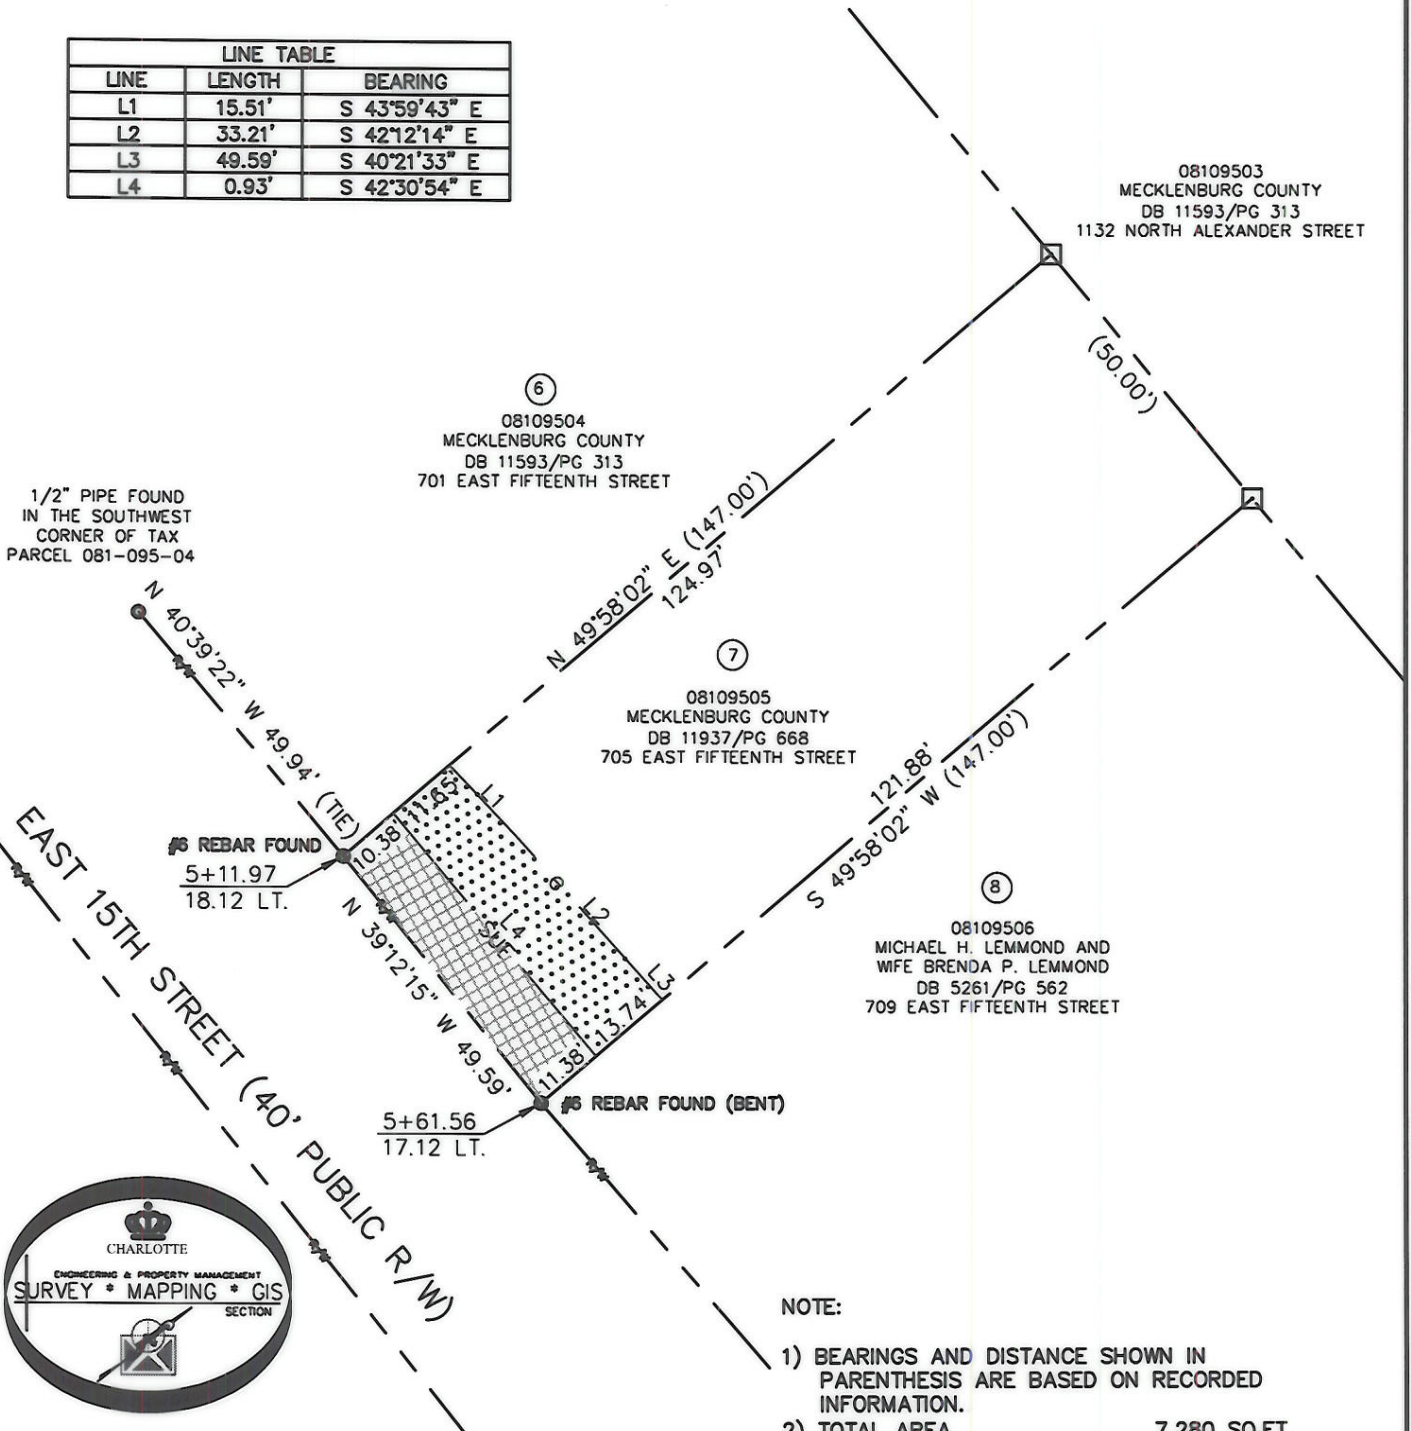 LINE TABLE
LINE LENGTH BEARING
L1 15.51' S 43°59'43" E
L2 33.21' S 42°12'14" E
L3 49.59' S 40°21'33" E
L4 0.93' S 42°30'54" E
08109503
MECKLENBURG COUNTY
DB 11593/PG 313
1132 NORTH ALEXANDER STREET
(50.00')
6
08109504
MECKLENBURG COUNTY
DB 11593/PG 313
701 EAST FIFTEENTH STREET
1/2" PIPE FOUND
IN THE SOUTHWEST
CORNER OF TAX
PARCEL 081-095-04
N 40°39'22" W 49.94' (TIE)
N 49°58'02" E (147.00')
124.97'
7
08109505
MECKLENBURG COUNTY
DB 11937/PG 668
705 EAST FIFTEENTH STREET
121.88'
S 49°58'02" W (147.00')
#6 REBAR FOUND
5+11.97
18.12 LT.
10.38'
11.65'
L1
L2
L3
L4
SUE
13.74'
11.38'
N 39°12'15" W 49.59'
8
08109506
MICHAEL H. LEMMOND AND
WIFE BRENDA P. LEMMOND
DB 5261/PG 562
709 EAST FIFTEENTH STREET
EAST 15TH STREET (40' PUBLIC R/W)
#6 REBAR FOUND (BENT)
5+61.56
17.12 LT.
CHARLOTTE
ENGINEERING & PROPERTY MANAGEMENT
SURVEY * MAPPING * GIS
SECTION
NOTE:
1) BEARINGS AND DISTANCE SHOWN IN
PARENTHESIS ARE BASED ON RECORDED
INFORMATION.
2) TOTAL AREA 7,280 SQ.FT.